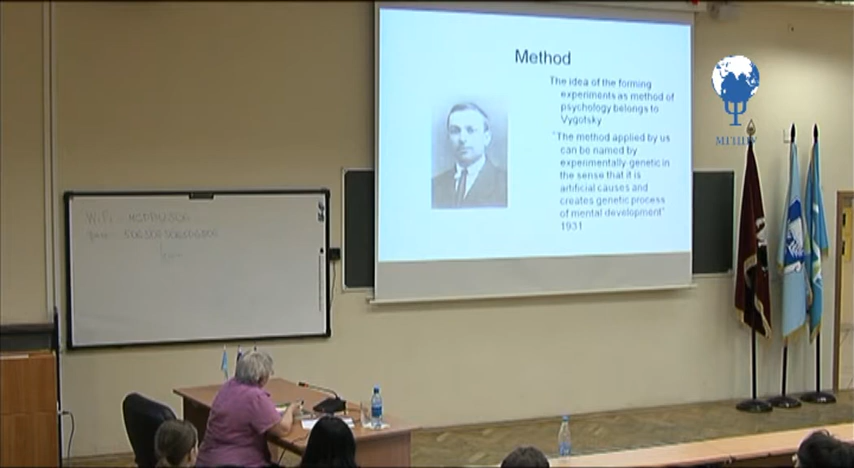 Method
The idea of the forming
experiments as method of
psychology belongs to
Vygotsky
"The method applied by us
can be named by
experimentally-genetic in
the sense that it is
artificial causes and
creates genetic process
of mental development"
1931
МГППУ
Wi-Fi